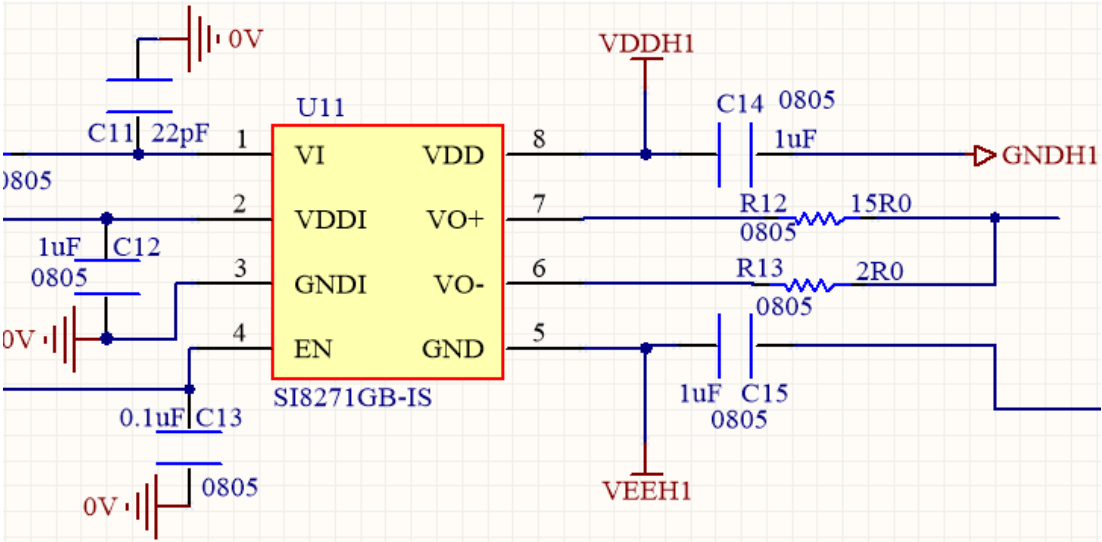 0V
VDDH1
C14 0805
U11
C11 22pF
1uF
1 VI VDD 8
GNDH1
0805
2 VDDI VO+ 7
R12 15R0
0805
1uF C12
0805
3 GNDI VO- 6
R13 2R0
0805
0V
4 EN GND 5
SI8271GB-IS
1uF C15
0805
0.1uF C13
0805
0V
VEEH1